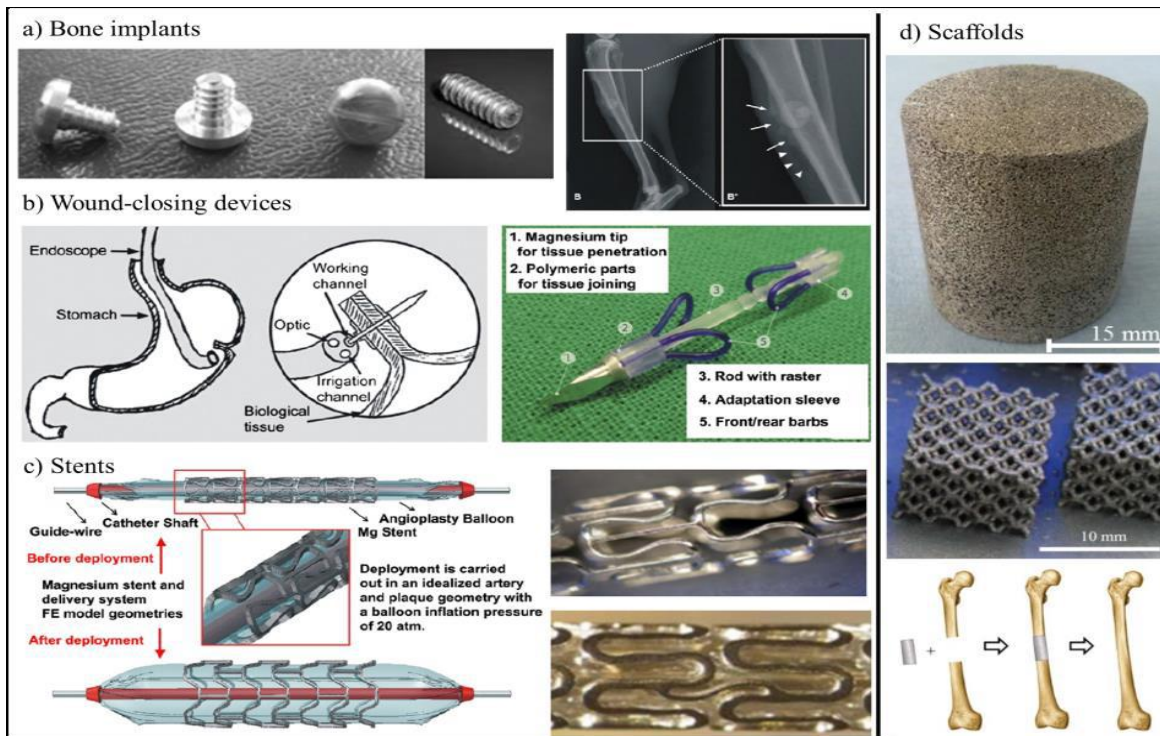 a) Bone implants
B
B"
b) Wound-closing devices
Endoscope
Stomach
Working
channel
Optic
Irrigation
channel
Biological
tissue
1. Magnesium tip
for tissue penetration
2. Polymeric parts
for tissue joining
1
2
3
4
5
3. Rod with raster
4. Adaptation sleeve
5. Front/rear barbs
c) Stents
Guide-wire
Catheter Shaft
Angioplasty Balloon
Mg Stent
Before deployment
Magnesium stent and
delivery system
FE model geometries
After deployment
Deployment is carried
out in an idealized artery
and plaque geometry with
a balloon inflation pressure
of 20 atm.
d) Scaffolds
15 mm
10 mm
+